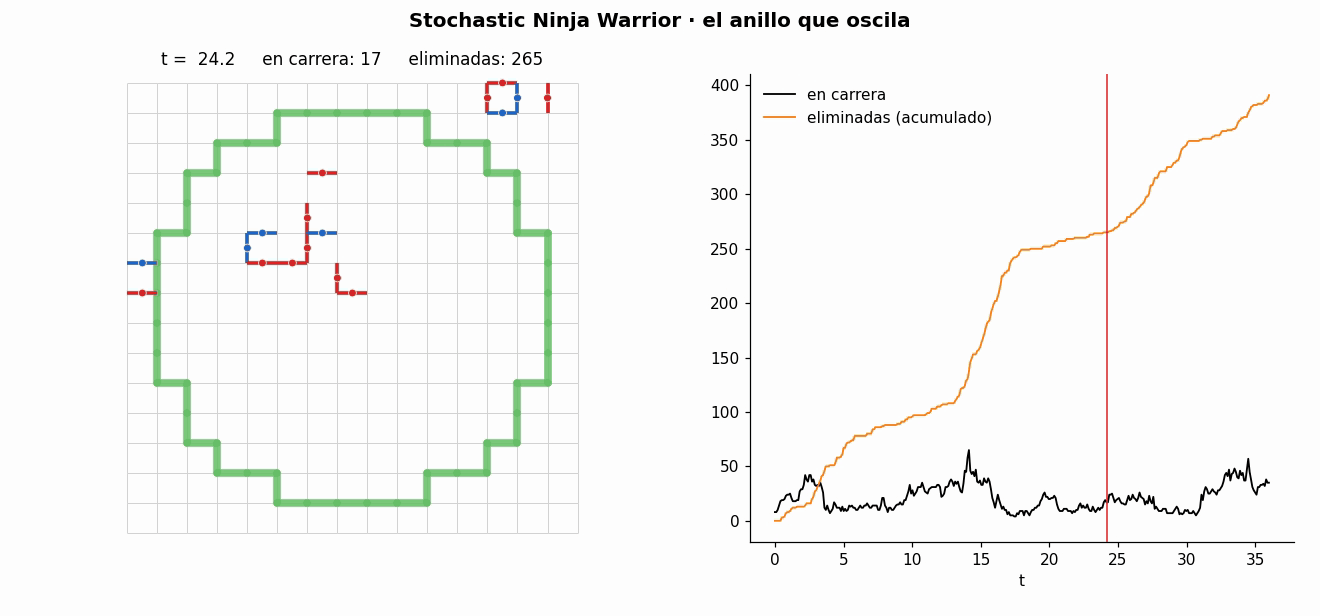 Stochastic Ninja Warrior · el anillo que oscila
t =  24.2     en carrera: 17     eliminadas: 265
en carrera
eliminadas (acumulado)
400
350
300
250
200
150
100
50
0
0 5 10 15 20 25 30 35
t